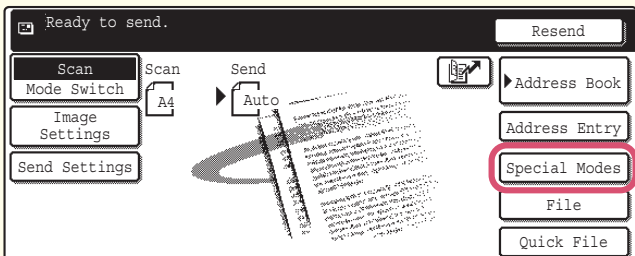 Ready to send.
Resend
Scan
Mode Switch
Scan
A4
Send
Auto
Address Book
Image
Settings
Address Entry
Send Settings
Special Modes
File
Quick File